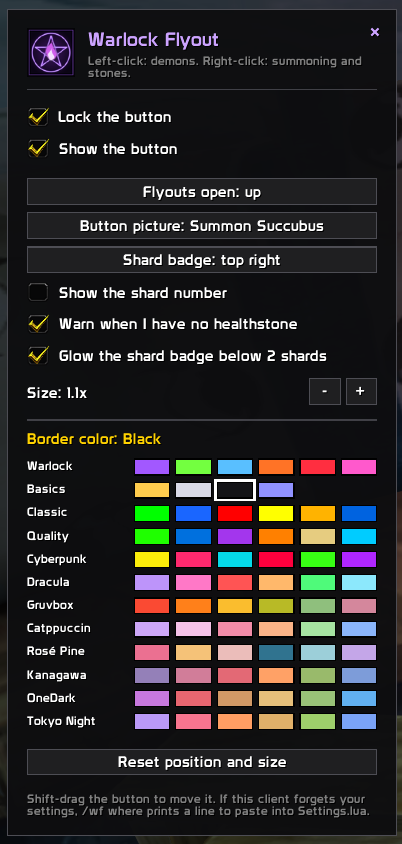 Warlock Flyout
×
Left-click: demons. Right-click: summoning and
stones.
Lock the button
Show the button
Flyouts open: up
Button picture: Summon Succubus
Shard badge: top right
Show the shard number
Warn when I have no healthstone
Glow the shard badge below 2 shards
Size: 1.1x
- +
Border color: Black
Warlock
Basics
Classic
Quality
Cyberpunk
Dracula
Gruvbox
Catppuccin
Rosé Pine
Kanagawa
OneDark
Tokyo Night
Reset position and size
Shift-drag the button to move it. If this client forgets your
settings, /wf where prints a line to paste into Settings.lua.